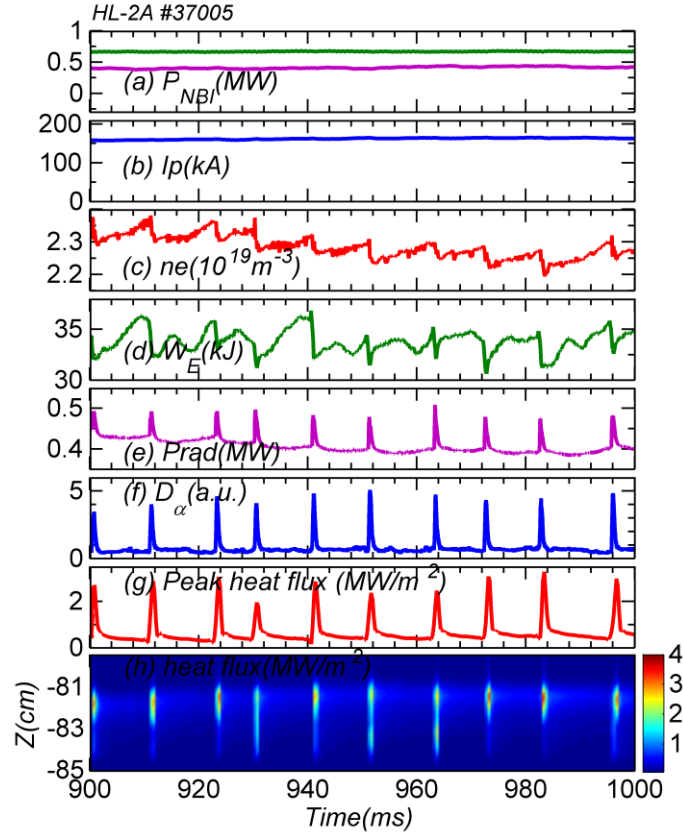 HL-2A #37005
1
0.5
0
(a) P_NBI(MW)
200
100
0
(b) Ip(kA)
2.3
2.2
(c) ne(10^19 m^-3)
35
30
(d) W_E(kJ)
0.5
0.4
(e) Prad(MW)
5
0
(f) D_α(a.u.)
2
0
(g) Peak heat flux (MW/m^2)
(h) heat flux(MW/m^2)
-81
-83
-85
Z(cm)
4
3
2
1
900 920 940 960 980 1000
Time(ms)